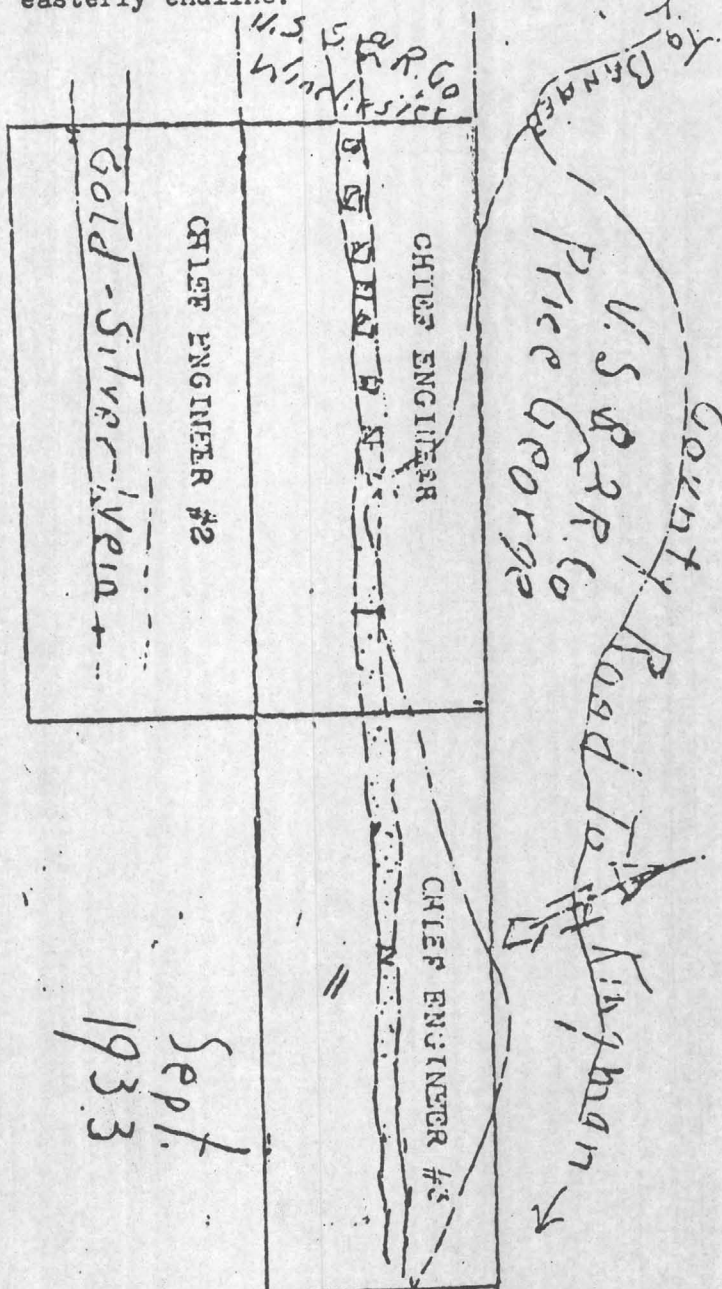 easterly endline.
U.S.S. & R. Co
To
County Road To Kingman
U.S.S.R. Co
Price George
CHIEF ENGINEER
CHIEF ENGINEER #3
CHIEF ENGINEER #2
Gold - Silver Vein
Sept.
1933